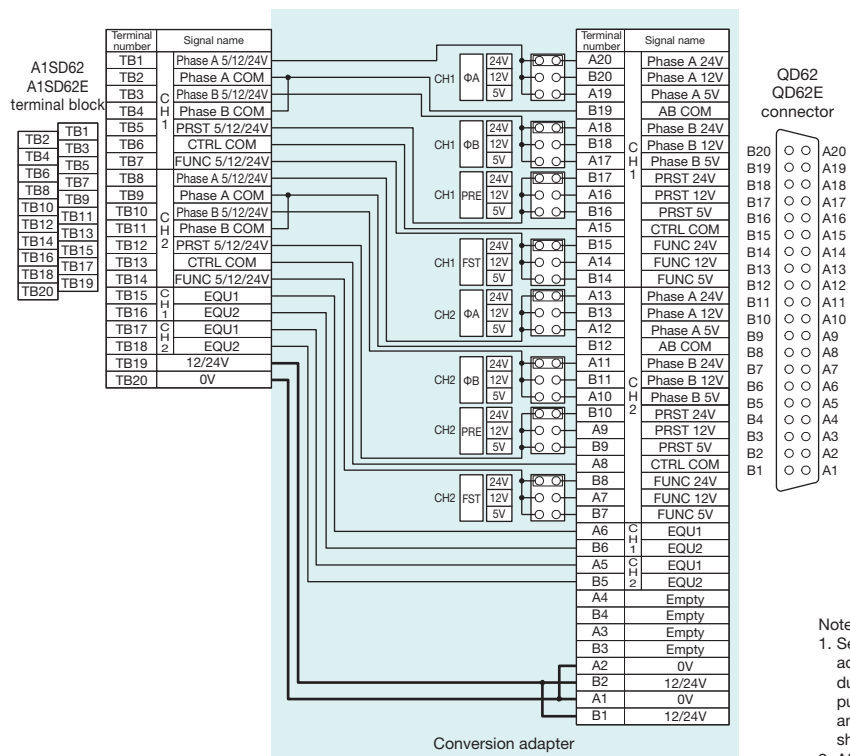 A1SD62
A1SD62E
terminal block
TB2 TB1
TB4 TB3
TB6 TB5
TB8 TB7
TB10 TB9
TB12 TB11
TB14 TB13
TB16 TB15
TB18 TB17
TB20 TB19
Terminal number Signal name
TB1 Phase A 5/12/24V
TB2 Phase A COM
TB3 Phase B 5/12/24V
TB4 Phase B COM
TB5 PRST 5/12/24V
TB6 CTRL COM
TB7 FUNC 5/12/24V
CH1
TB8 Phase A 5/12/24V
TB9 Phase A COM
TB10 Phase B 5/12/24V
TB11 Phase B COM
TB12 PRST 5/12/24V
TB13 CTRL COM
TB14 FUNC 5/12/24V
CH2
TB15 EQU1
TB16 EQU2
CH1
TB17 EQU1
TB18 EQU2
CH2
TB19 12/24V
TB20 0V
CH1 ΦA 24V 12V 5V
CH1 ΦB 24V 12V 5V
CH1 PRE 24V 12V 5V
CH1 FST 24V 12V 5V
CH2 ΦA 24V 12V 5V
CH2 ΦB 24V 12V 5V
CH2 PRE 24V 12V 5V
CH2 FST 24V 12V 5V
Conversion adapter
Terminal number Signal name
A20 Phase A 24V
B20 Phase A 12V
A19 Phase A 5V
B19 AB COM
A18 Phase B 24V
B18 Phase B 12V
A17 Phase B 5V
B17 PRST 24V
A16 PRST 12V
B16 PRST 5V
A15 CTRL COM
B15 FUNC 24V
A14 FUNC 12V
B14 FUNC 5V
CH1
A13 Phase A 24V
B13 Phase A 12V
A12 Phase A 5V
B12 AB COM
A11 Phase B 24V
B11 Phase B 12V
A10 Phase B 5V
B10 PRST 24V
A9 PRST 12V
B9 PRST 5V
A8 CTRL COM
B8 FUNC 24V
A7 FUNC 12V
B7 FUNC 5V
CH2
A6 EQU1
B6 EQU2
CH1
A5 EQU1
B5 EQU2
CH2
A4 Empty
B4 Empty
A3 Empty
B3 Empty
A2 0V
B2 12/24V
A1 0V
B1 12/24V
QD62
QD62E
connector
B20 A20
B19 A19
B18 A18
B17 A17
B16 A16
B15 A15
B14 A14
B13 A13
B12 A12
B11 A11
B10 A10
B9 A9
B8 A8
B7 A7
B6 A6
B5 A5
B4 A4
B3 A3
B2 A2
B1 A1
Note
1. Se
ac
du
pu
an
sh